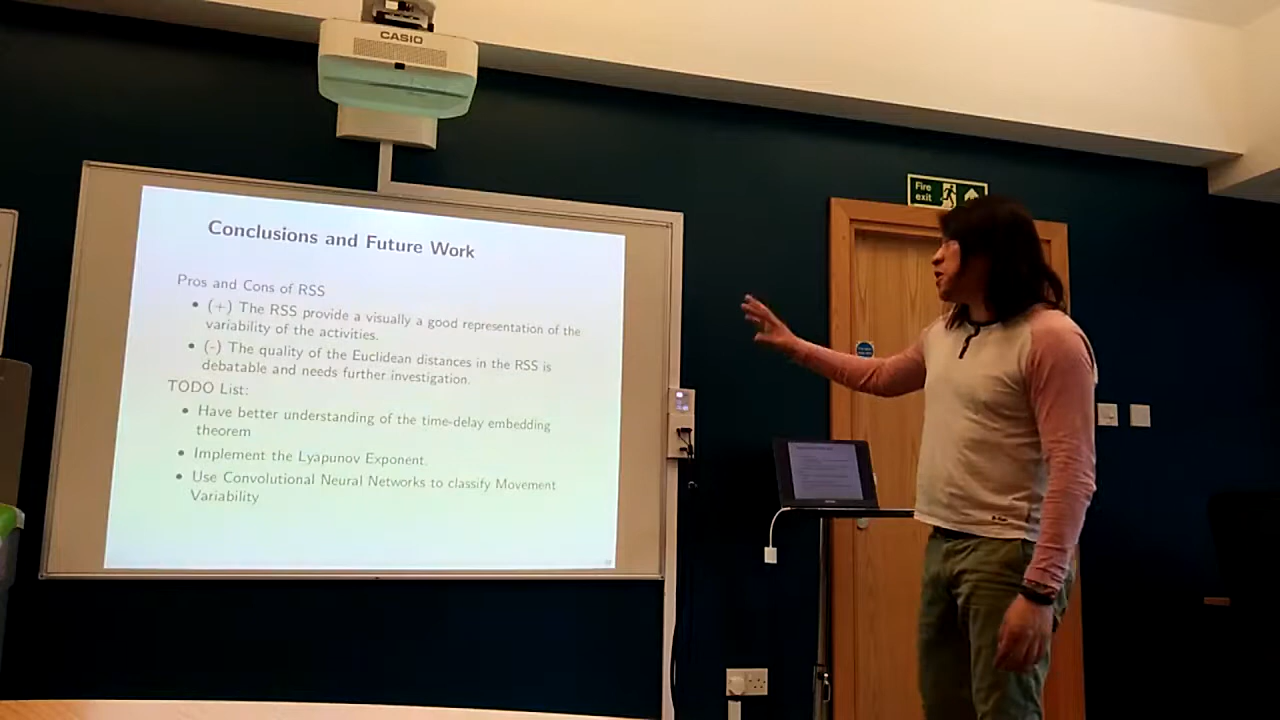 CASIO
Fire
exit
Conclusions and Future Work
Pros and Cons of RSS
• (+) The RSS provide a visually a good representation of the
variability of the activities.
• (-) The quality of the Euclidean distances in the RSS is
debatable and needs further investigation.
TODO List:
• Have better understanding of the time-delay embedding
theorem
• Implement the Lyapunov Exponent.
• Use Convolutional Neural Networks to classify Movement
Variability